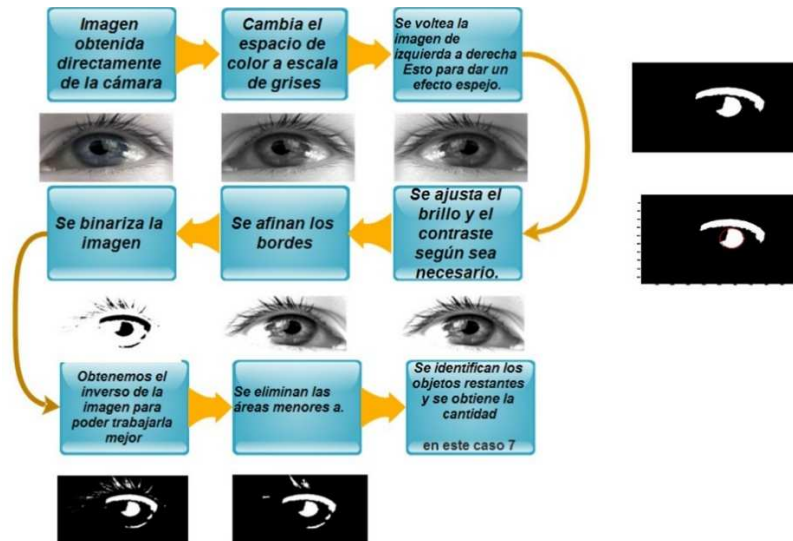 Imagen
obtenida
directamente
de la cámara
Cambia el
espacio de
color a escala
de grises
Se voltea la
imagen de
izquierda a derecha
Esto para dar un
efecto espejo.
Se ajusta el
brillo y el
contraste
según sea
necesario.
Se afinan los
bordes
Se binariza la
imagen
Obtenemos el
inverso de la
imagen para
poder trabajarla
mejor
Se eliminan las
áreas menores a.
Se identifican los
objetos restantes
y se obtiene la
cantidad
en este caso 7